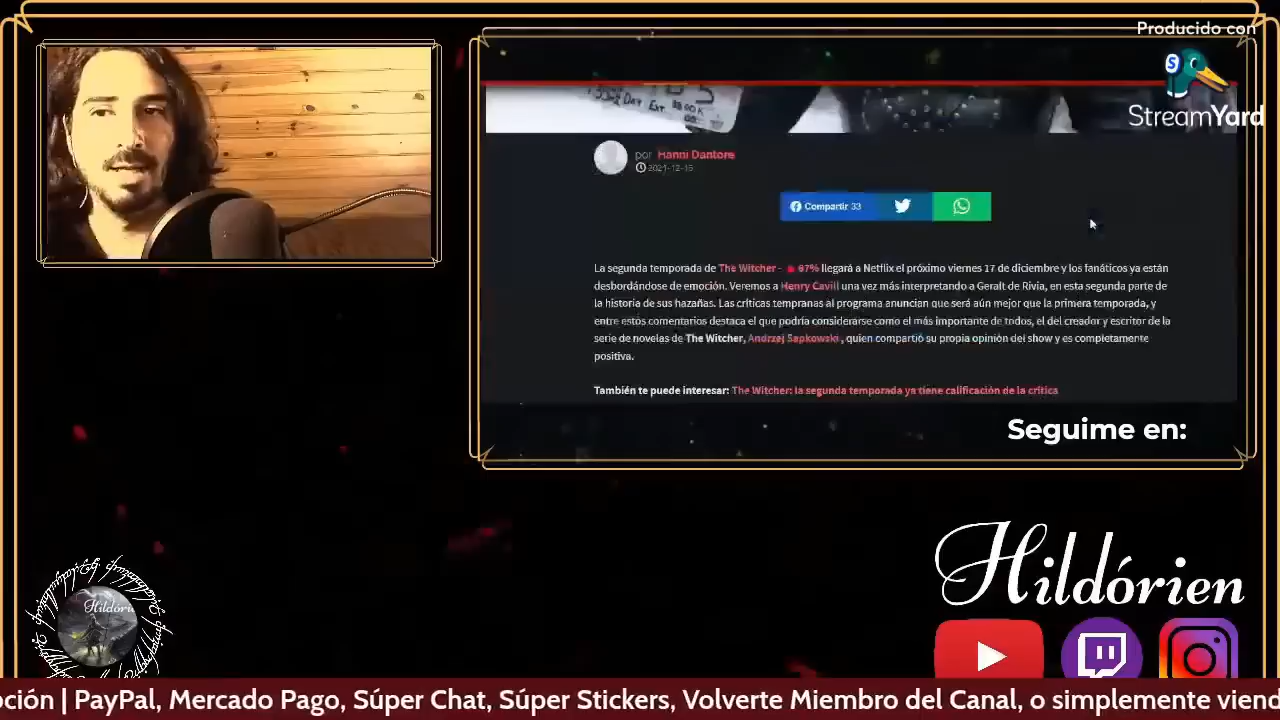 Producido con
StreamYard
por Hanni Dantore
2021-12-15
Compartir 33
La segunda temporada de The Witcher - 67% llegará a Netflix el próximo viernes 17 de diciembre y los fanáticos ya están
desbordándose de emoción. Veremos a Henry Cavill una vez más interpretando a Geralt de Rivia, en esta segunda parte de
la historia de sus hazañas. Las críticas tempranas al programa anuncian que será aún mejor que la primera temporada, y
entre estos comentarios destaca el que podría considerarse como el más importante de todos, el del creador y escritor de la
serie de novelas de The Witcher, Andrzej Sapkowski, quien compartió su propia opinión del show y es completamente
positiva.
También te puede interesar: The Witcher: la segunda temporada ya tiene calificación de la crítica
Seguime en:
Hildórien
pción | PayPal, Mercado Pago, Súper Chat, Súper Stickers, Volverte Miembro del Canal, o simplemente viend